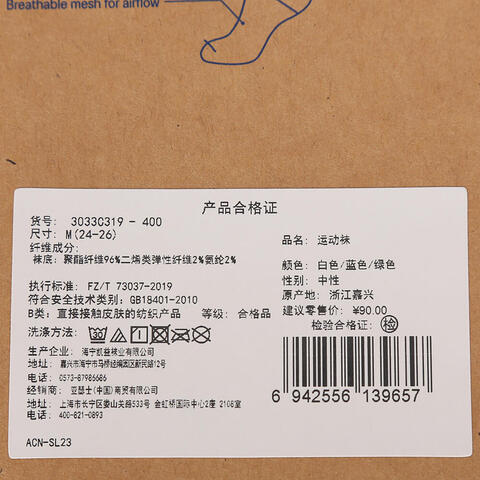 Breathable mesh for airflow
产品合格证
货号: 3033C319 - 400
尺寸: M(24-26)
纤维成分:
袜底: 聚酯纤维96%二烯类弹性纤维2%氨纶2%
品名: 运动袜
执行标准: FZ/T 73037-2019
符合安全技术类别: GB18401-2010
B类: 直接接触皮肤的纺织产品 等级: 合格品
洗涤方法:
颜色: 白色/蓝色/绿色
性别: 中性
原产地: 浙江嘉兴
建议零售价: ¥90.00
检验合格证: 检
生产企业: 海宁凯益袜业有限公司
地址: 嘉兴市海宁市马桥经编园区新民路12号
电话: 0573-87986686
经销商: 亚瑟士(中国)商贸有限公司
地址: 上海市长宁区娄山关路533号 金虹桥国际中心2座 2108室
电话: 400-821-0893
ACN-SL23
6 942556 139657